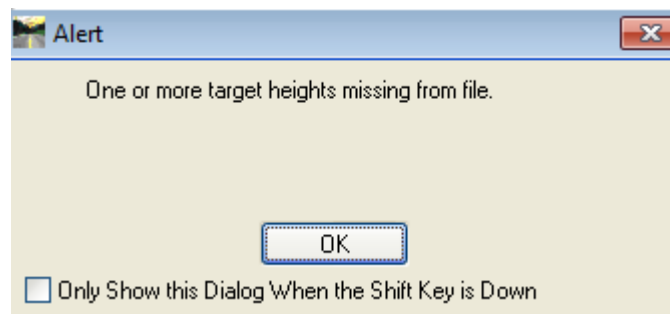 Alert
One or more target heights missing from file.
OK
Only Show this Dialog When the Shift Key is Down